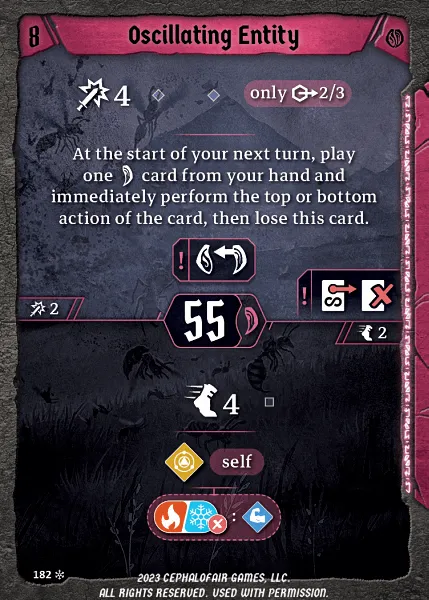 8
Oscillating Entity
4
only 2/3
At the start of your next turn, play
one card from your hand and
immediately perform the top or bottom
action of the card, then lose this card.
!
!
2
55
2
4
self
:
182
2023 CEPHALOFAIR GAMES, LLC.
ALL RIGHTS RESERVED. USED WITH PERMISSION.